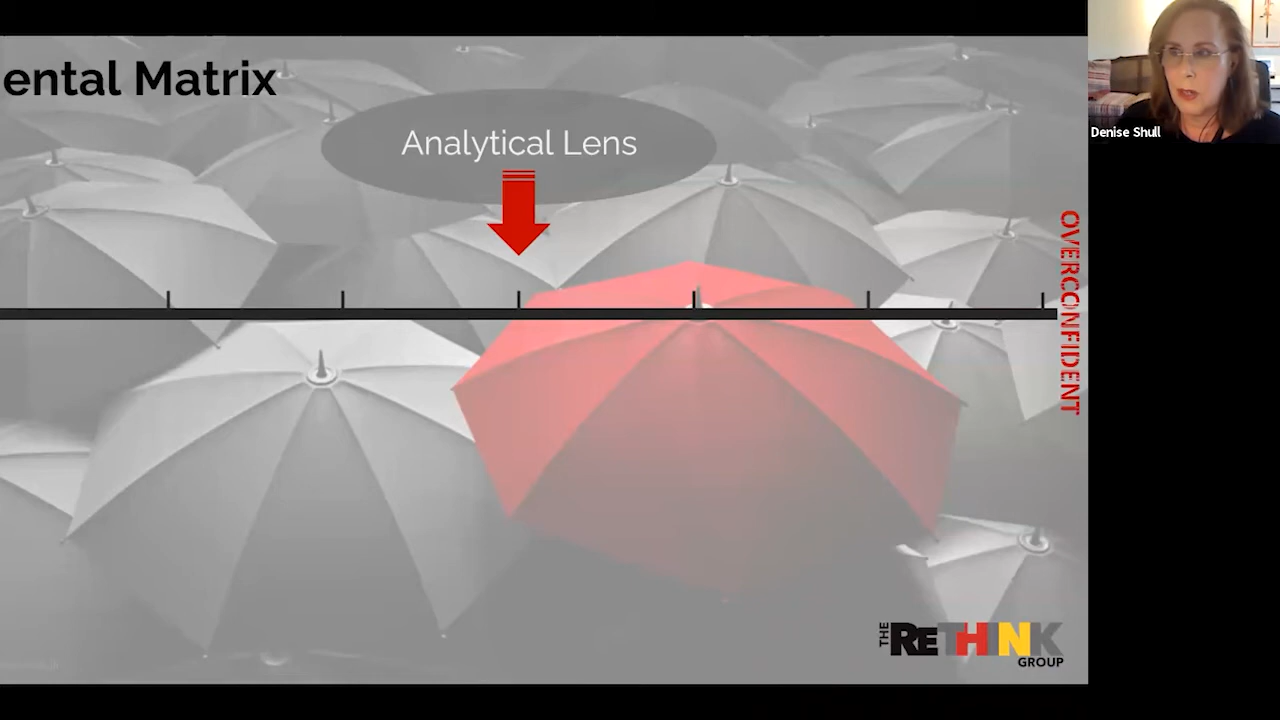 ental Matrix
Analytical Lens
OVERCONFIDENT
THE RETHINK
GROUP
Denise Shull